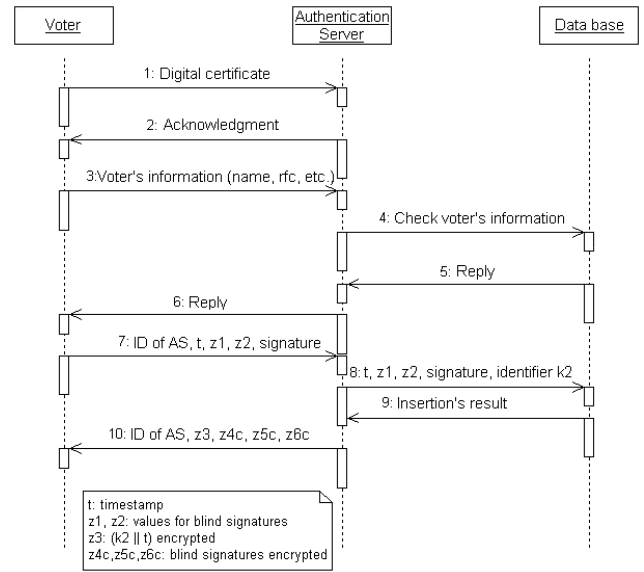 Voter
Authentication
Server
Data base
1: Digital certificate
2: Acknowledgment
3:Voter's information (name, rfc, etc.)
4: Check voter's information
5: Reply
6: Reply
7: ID of AS, t, z1, z2, signature
8: t, z1, z2, signature, identifier k2
9: Insertion's result
10: ID of AS, z3, z4c, z5c, z6c
t: timestamp
z1, z2: values for blind signatures
z3: (k2 || t) encrypted
z4c,z5c,z6c: blind signatures encrypted